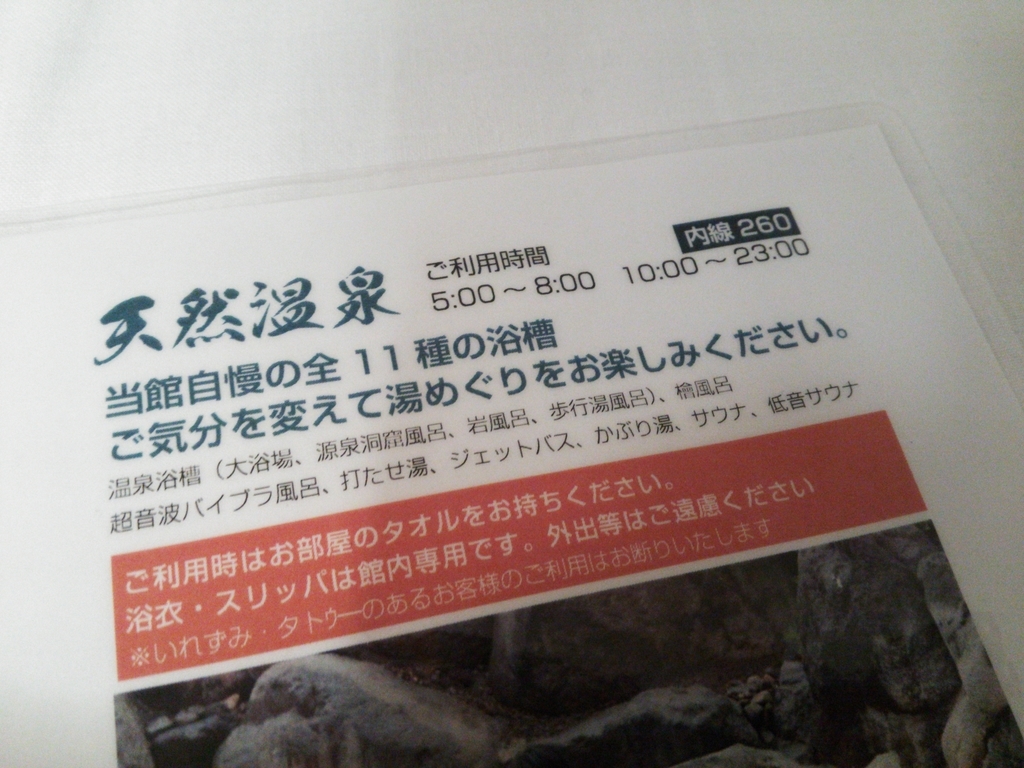 内線 260
天然温泉
ご利用時間
5:00 ～ 8:00　10:00 ～ 23:00
当館自慢の全 11 種の浴槽
ご気分を変えて湯めぐりをお楽しみください。
温泉浴槽（大浴場、源泉洞窟風呂、岩風呂、歩行湯風呂）、檜風呂
超音波バイブラ風呂、打たせ湯、ジェットバス、かぶり湯、サウナ、低音サウナ
ご利用時はお部屋のタオルをお持ちください。
浴衣・スリッパは館内専用です。外出等はご遠慮ください
※いれずみ・タトゥーのあるお客様のご利用はお断りいたします